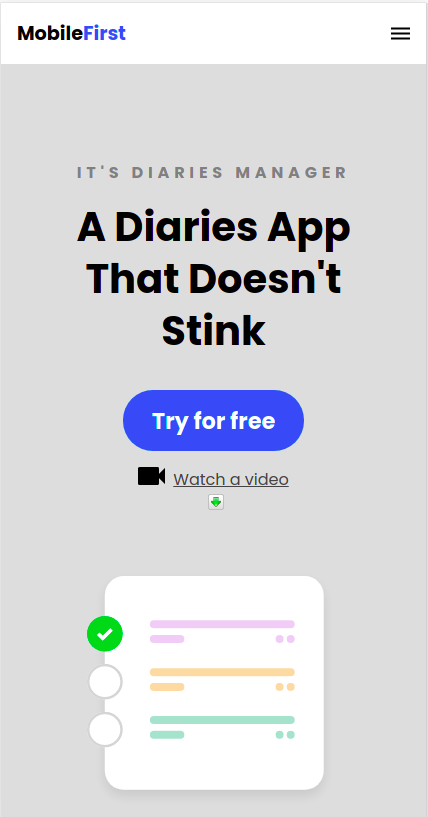 MobileFirst
IT'S DIARIES MANAGER
A Diaries App
That Doesn't
Stink
Try for free
Watch a video